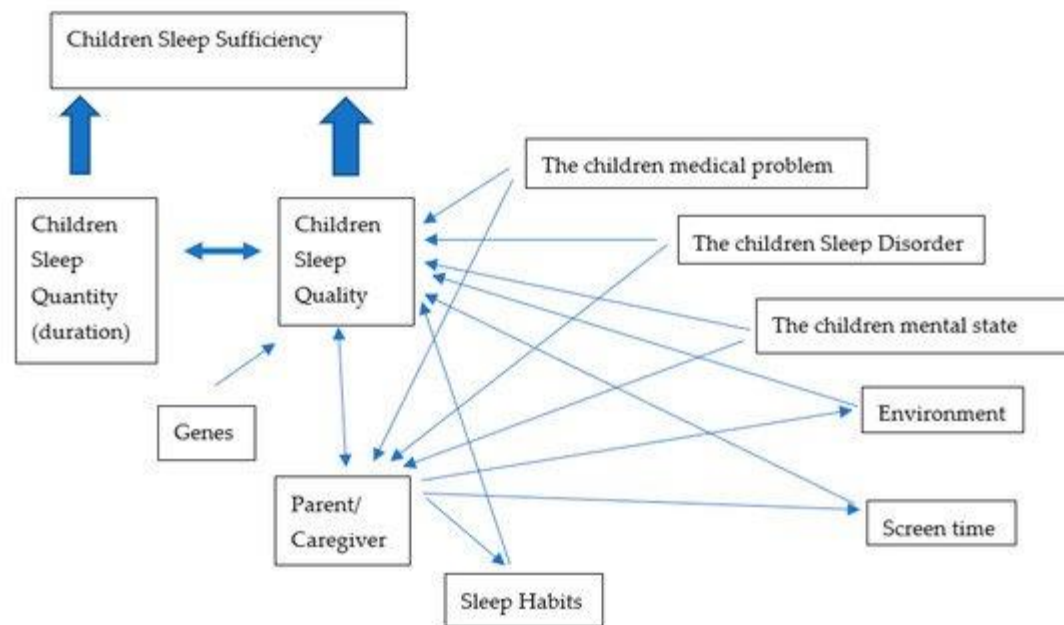 Children Sleep Sufficiency
The children medical problem
Children
Sleep
Quantity
(duration)
Children
Sleep
Quality
The children Sleep Disorder
The children mental state
Genes
Environment
Parent/
Caregiver
Screen time
Sleep Habits